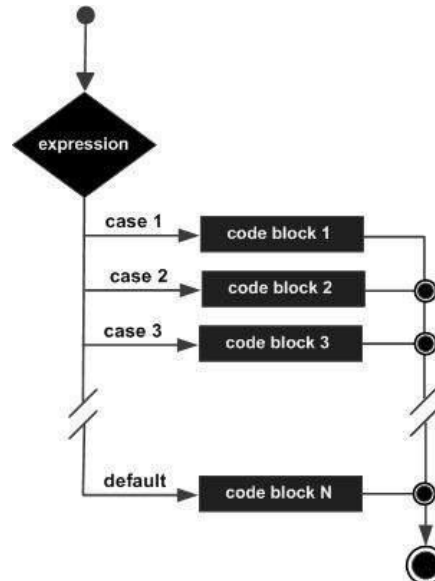 expression
case 1
code block 1
case 2
code block 2
case 3
code block 3
default
code block N